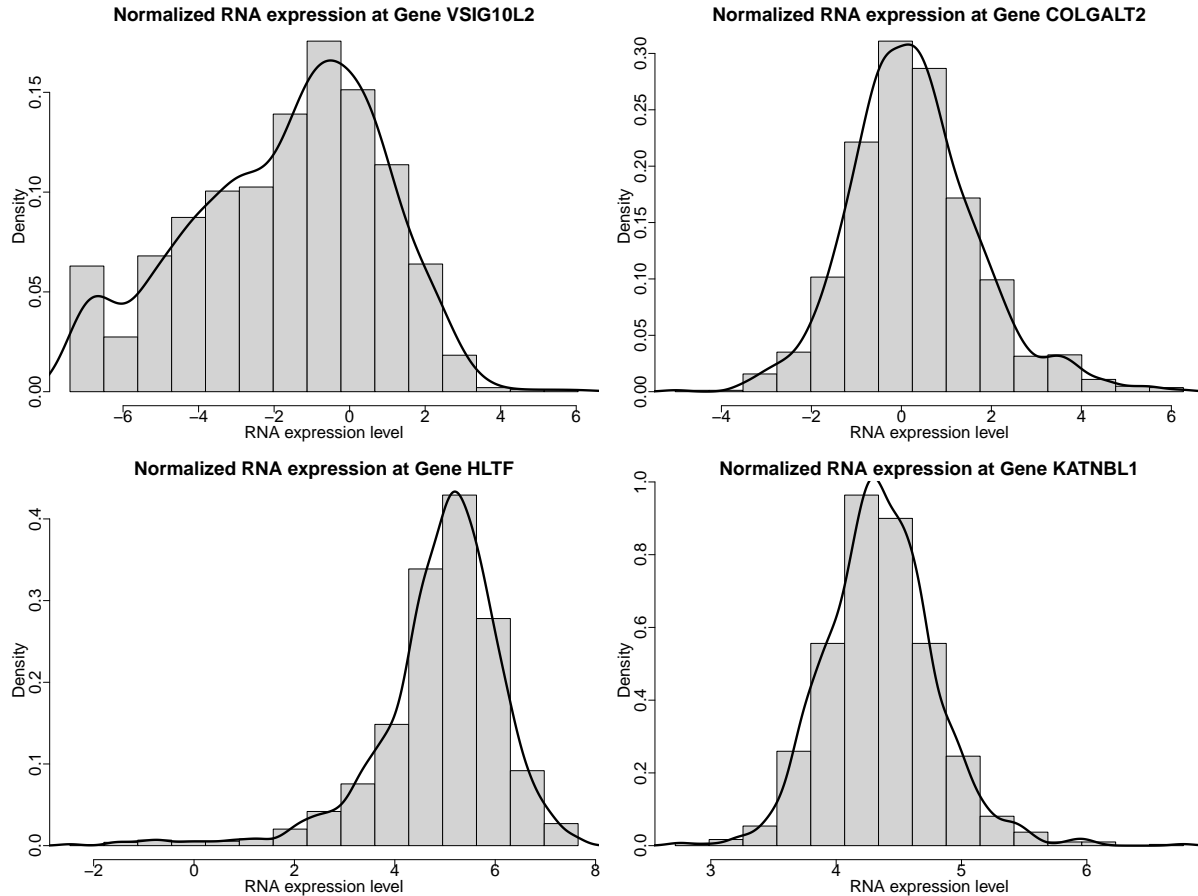 Normalized RNA expression at Gene VSIG10L2
Density
0.00 0.05 0.10 0.15
−6 −4 −2 0 2 4 6
RNA expression level
Normalized RNA expression at Gene COLGALT2
Density
0.00 0.05 0.10 0.15 0.20 0.25 0.30
−4 −2 0 2 4 6
RNA expression level
Normalized RNA expression at Gene HLTF
Density
0.0 0.1 0.2 0.3 0.4
−2 0 2 4 6 8
RNA expression level
Normalized RNA expression at Gene KATNBL1
Density
0.0 0.2 0.4 0.6 0.8 1.0
3 4 5 6
RNA expression level